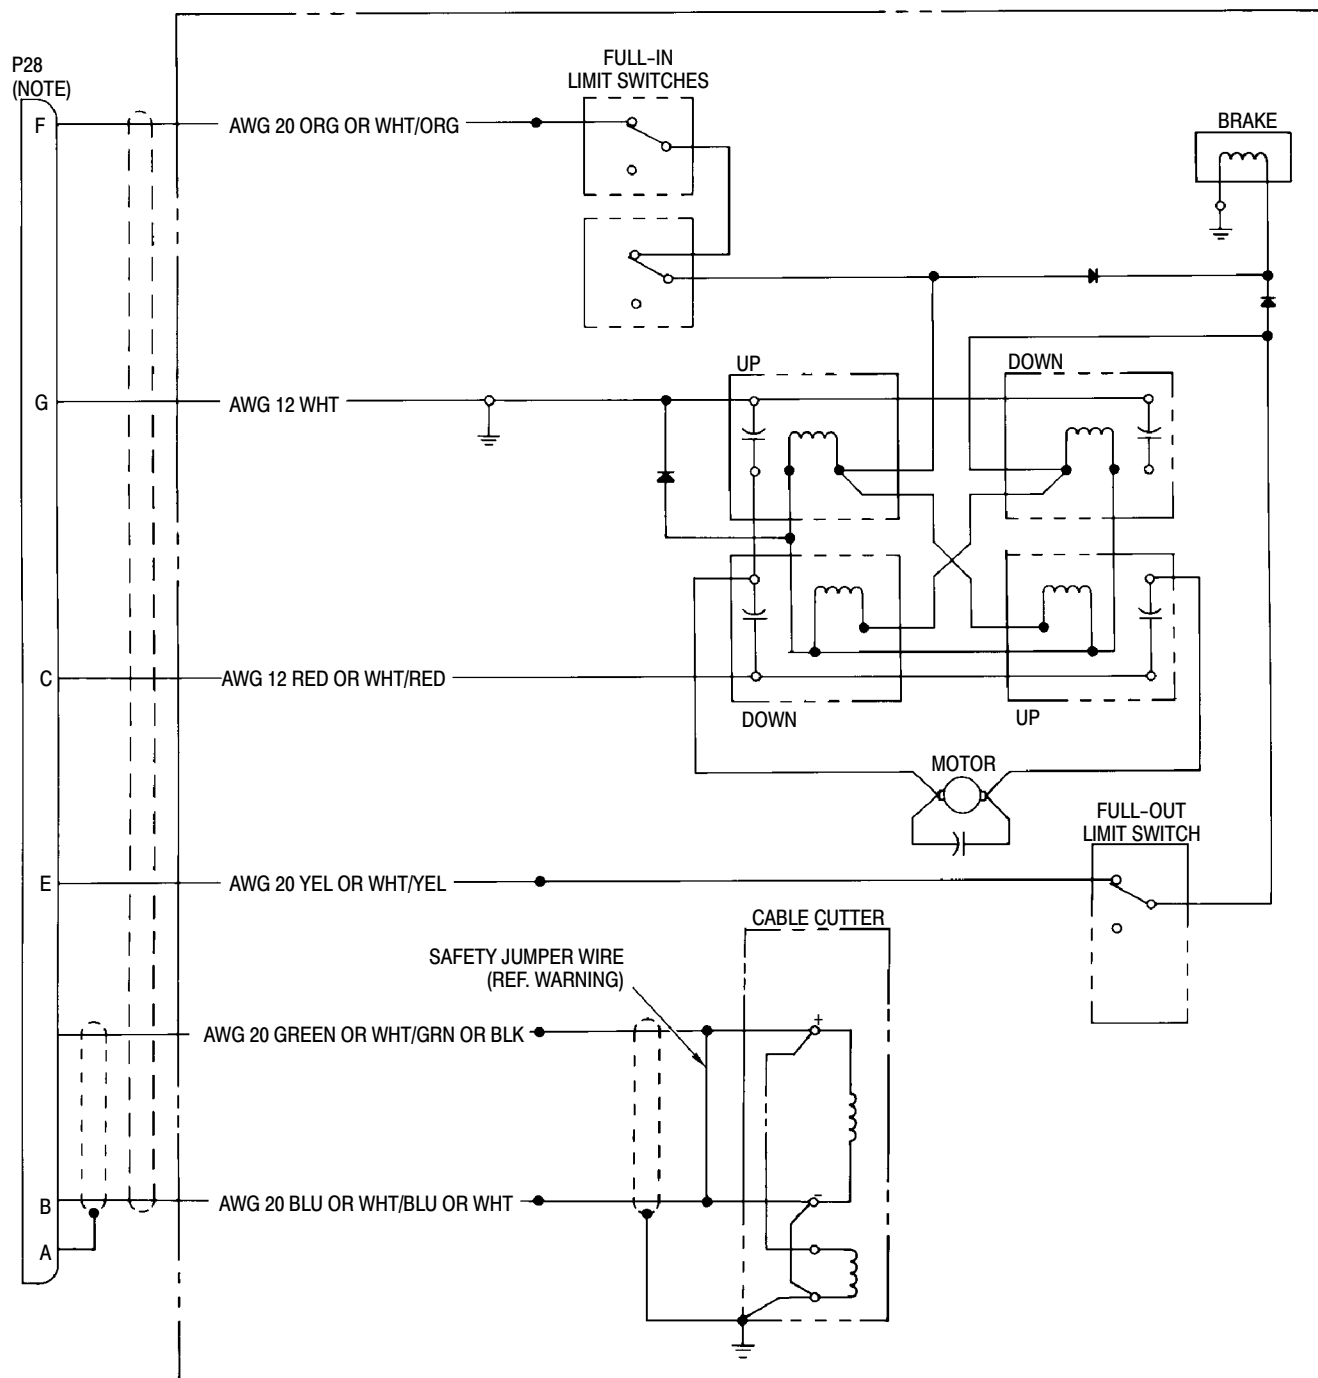 P28
(NOTE)
FULL-IN
LIMIT SWITCHES
F
AWG 20 ORG OR WHT/ORG
BRAKE
UP
DOWN
G
AWG 12 WHT
C
AWG 12 RED OR WHT/RED
DOWN
UP
MOTOR
FULL-OUT
LIMIT SWITCH
E
AWG 20 YEL OR WHT/YEL
CABLE CUTTER
SAFETY JUMPER WIRE
(REF. WARNING)
+
AWG 20 GREEN OR WHT/GRN OR BLK
-
B
AWG 20 BLU OR WHT/BLU OR WHT
A